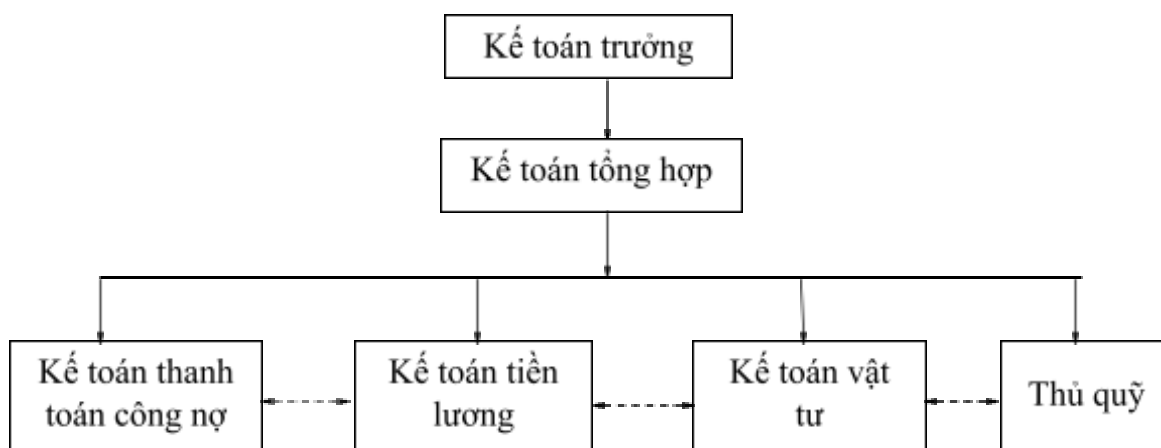 Kế toán trưởng
Kế toán tổng hợp
Kế toán thanh
toán công nợ
Kế toán tiền
lương
Kế toán vật
tư
Thủ quỹ